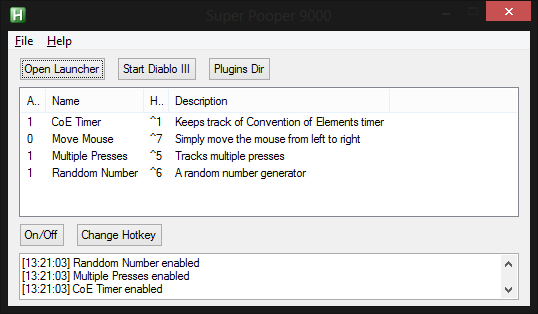 Super Pooper 9000
File Help
Open Launcher Start Diablo III Plugins Dir
A.. Name H.. Description
1 CoE Timer ^1 Keeps track of Convention of Elements timer
0 Move Mouse ^7 Simply move the mouse from left to right
1 Multiple Presses ^5 Tracks multiple presses
1 Randdom Number ^6 A random number generator
On/Off Change Hotkey
[13:21:03] Randdom Number enabled
[13:21:03] Multiple Presses enabled
[13:21:03] CoE Timer enabled